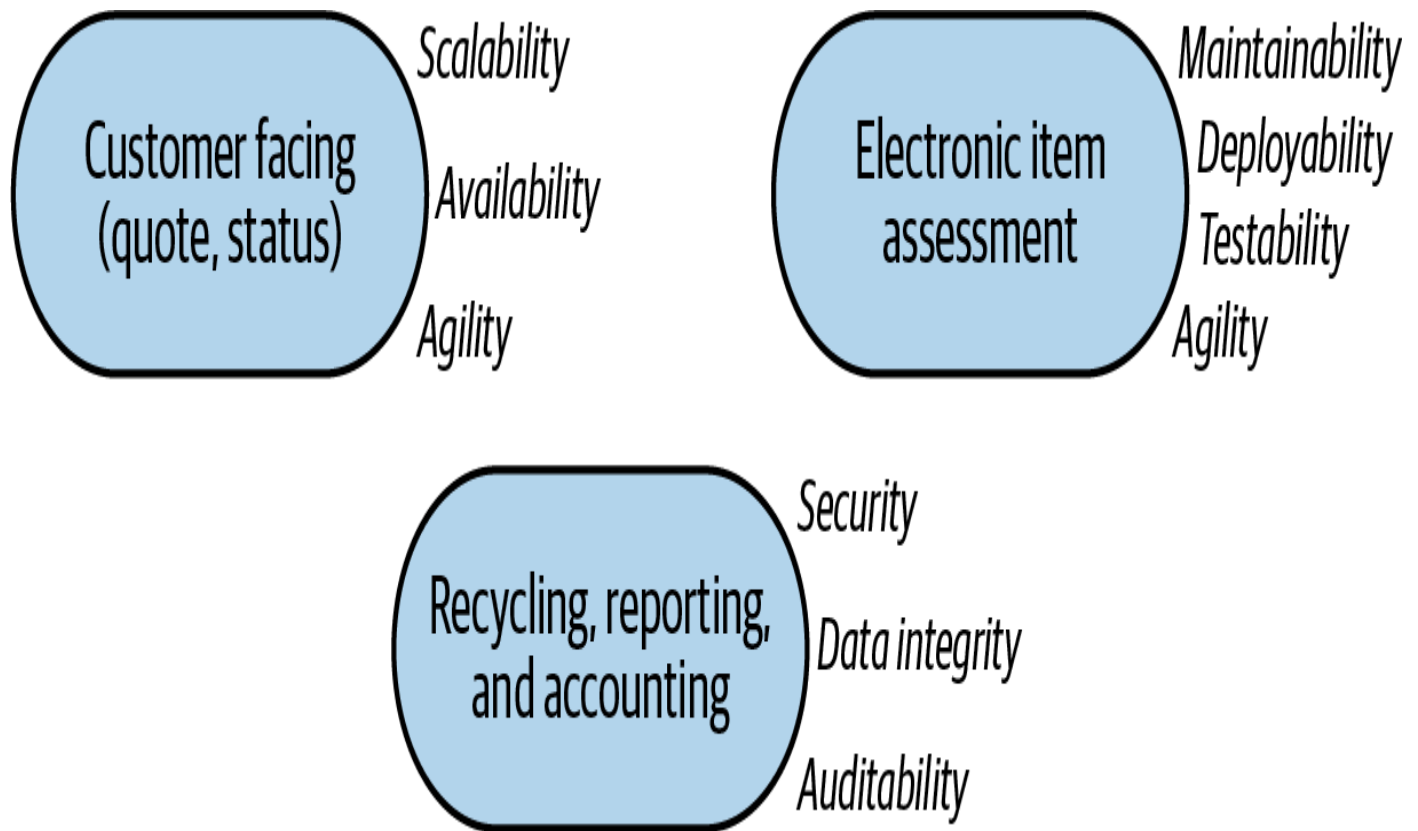 Customer facing
(quote, status)
Scalability
Availability
Agility
Electronic item
assessment
Maintainability
Deployability
Testability
Agility
Recycling, reporting,
and accounting
Security
Data integrity
Auditability